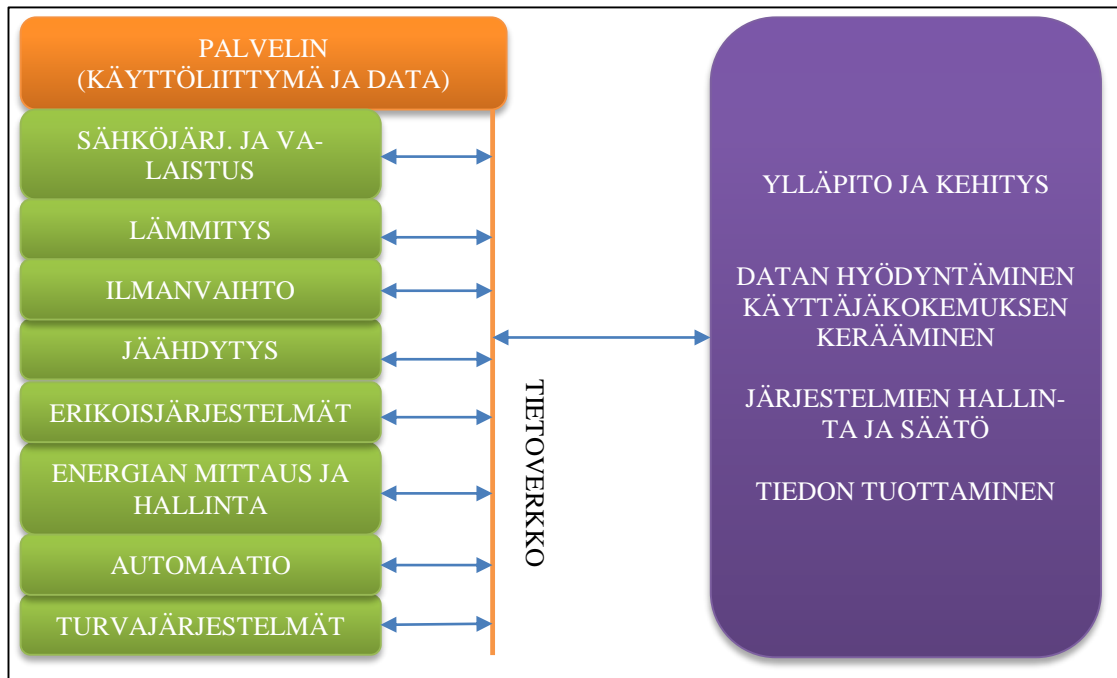 PALVELIN
(KÄYTTÖLIITTYMÄ JA DATA)
SÄHKÖJÄRJ. JA VA-
LAISTUS
LÄMMITYS
ILMANVAIHTO
JÄÄHDYTYS
ERIKOISJÄRJESTELMÄT
ENERGIAN MITTAUS JA
HALLINTA
AUTOMAATIO
TURVAJÄRJESTELMÄT
TIETOVERKKO
YLLÄPITO JA KEHITYS
DATAN HYÖDYNTÄMINEN
KÄYTTÄJÄKOKEMUKSEN
KERÄÄMINEN
JÄRJESTELMIEN HALLIN-
TA JA SÄÄTÖ
TIEDON TUOTTAMINEN